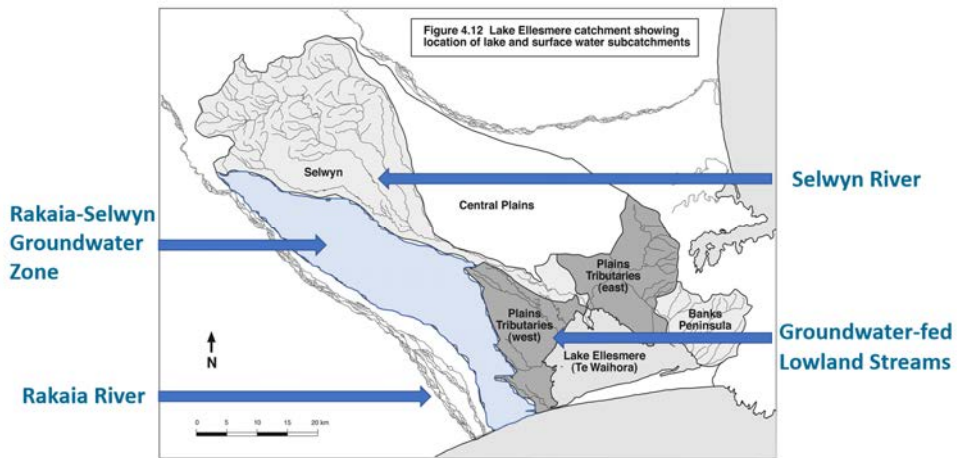 Figure 4.12 Lake Ellesmere catchment showing
location of lake and surface water subcatchments
Selwyn
Selwyn River
Central Plains
Rakaia-Selwyn
Groundwater
Zone
Plains
Tributaries
(east)
Plains
Tributaries
(west)
Banks
Peninsula
Groundwater-fed
Lowland Streams
Lake Ellesmere
(Te Waihora)
N
Rakaia River
0 5 10 15 20 km